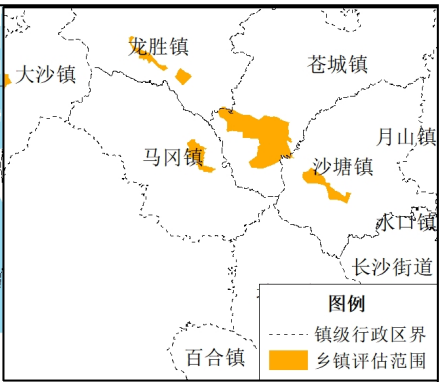 龙胜镇
苍城镇
大沙镇
月山镇
马冈镇
沙塘镇
水口镇
长沙街道
图例
镇级行政区界
乡镇评估范围
百合镇